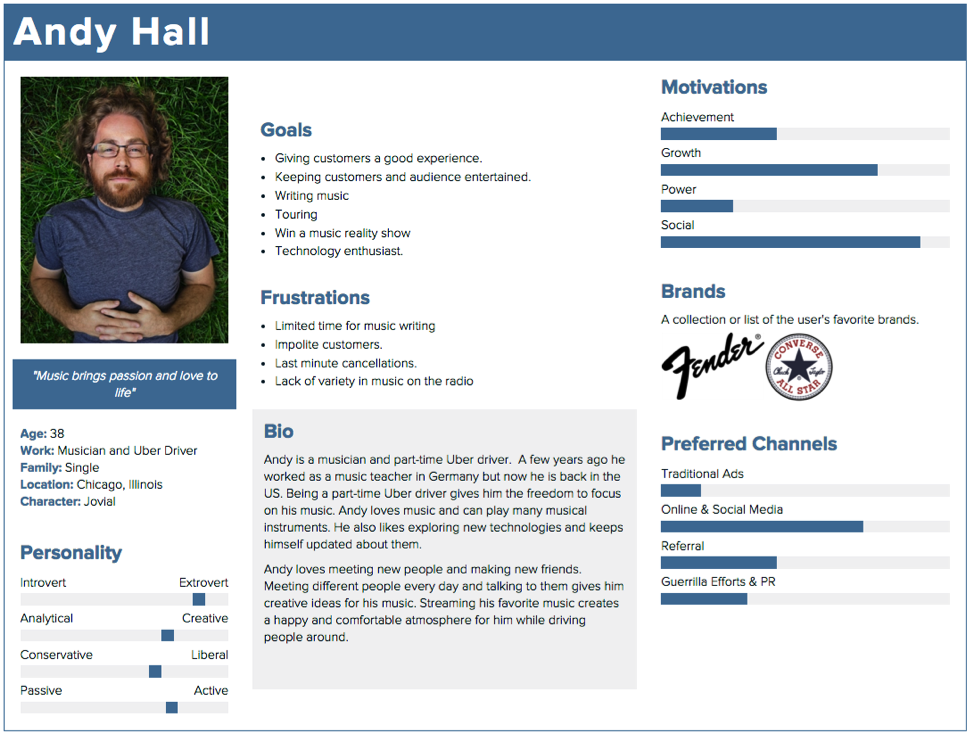 Andy Hall
"Music brings passion and love to
life"
Age: 38
Work: Musician and Uber Driver
Family: Single
Location: Chicago, Illinois
Character: Jovial
Personality
Introvert Extrovert
Analytical Creative
Conservative Liberal
Passive Active
Goals
• Giving customers a good experience.
• Keeping customers and audience entertained.
• Writing music
• Touring
• Win a music reality show
• Technology enthusiast.
Frustrations
• Limited time for music writing
• Impolite customers.
• Last minute cancellations.
• Lack of variety in music on the radio
Bio
Andy is a musician and part-time Uber driver.  A few years ago he
worked as a music teacher in Germany but now he is back in the
US. Being a part-time Uber driver gives him the freedom to focus
on his music. Andy loves music and can play many musical
instruments. He also likes exploring new technologies and keeps
himself updated about them.
Andy loves meeting new people and making new friends.
Meeting different people every day and talking to them gives him
creative ideas for his music. Streaming his favorite music creates
a happy and comfortable atmosphere for him while driving
people around.
Motivations
Achievement
Growth
Power
Social
Brands
A collection or list of the user's favorite brands.
Fender®
CONVERSE
Chuck Taylor
ALL STAR
Preferred Channels
Traditional Ads
Online & Social Media
Referral
Guerrilla Efforts & PR